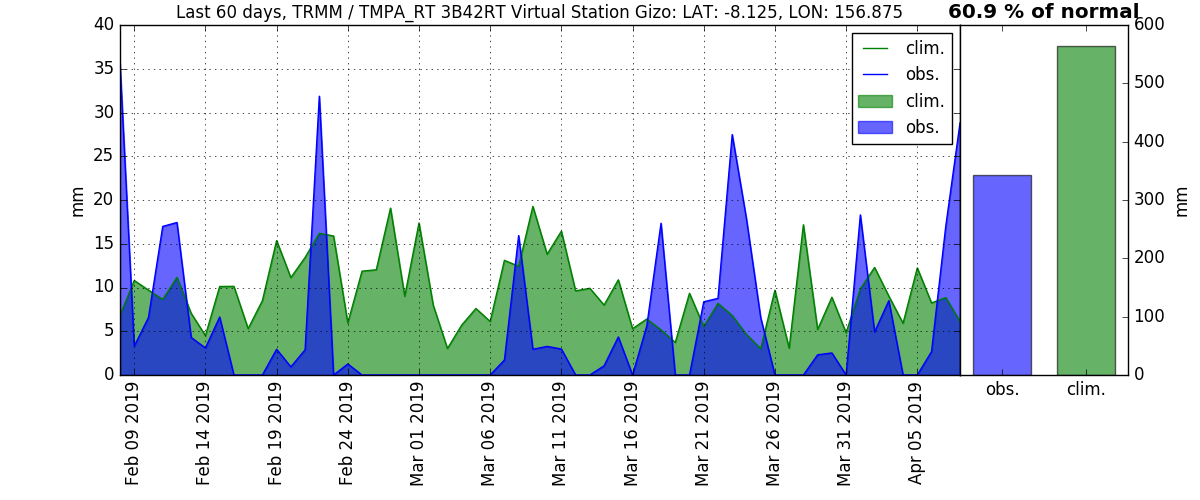 Last 60 days, TRMM / TMPA_RT 3B42RT Virtual Station Gizo: LAT: -8.125, LON: 156.875
60.9 % of normal
40
35
30
25
20
15
10
5
0
mm
clim.
obs.
clim.
obs.
600
500
400
300
200
100
0
mm
Feb 09 2019
Feb 14 2019
Feb 19 2019
Feb 24 2019
Mar 01 2019
Mar 06 2019
Mar 11 2019
Mar 16 2019
Mar 21 2019
Mar 26 2019
Mar 31 2019
Apr 05 2019
obs.
clim.